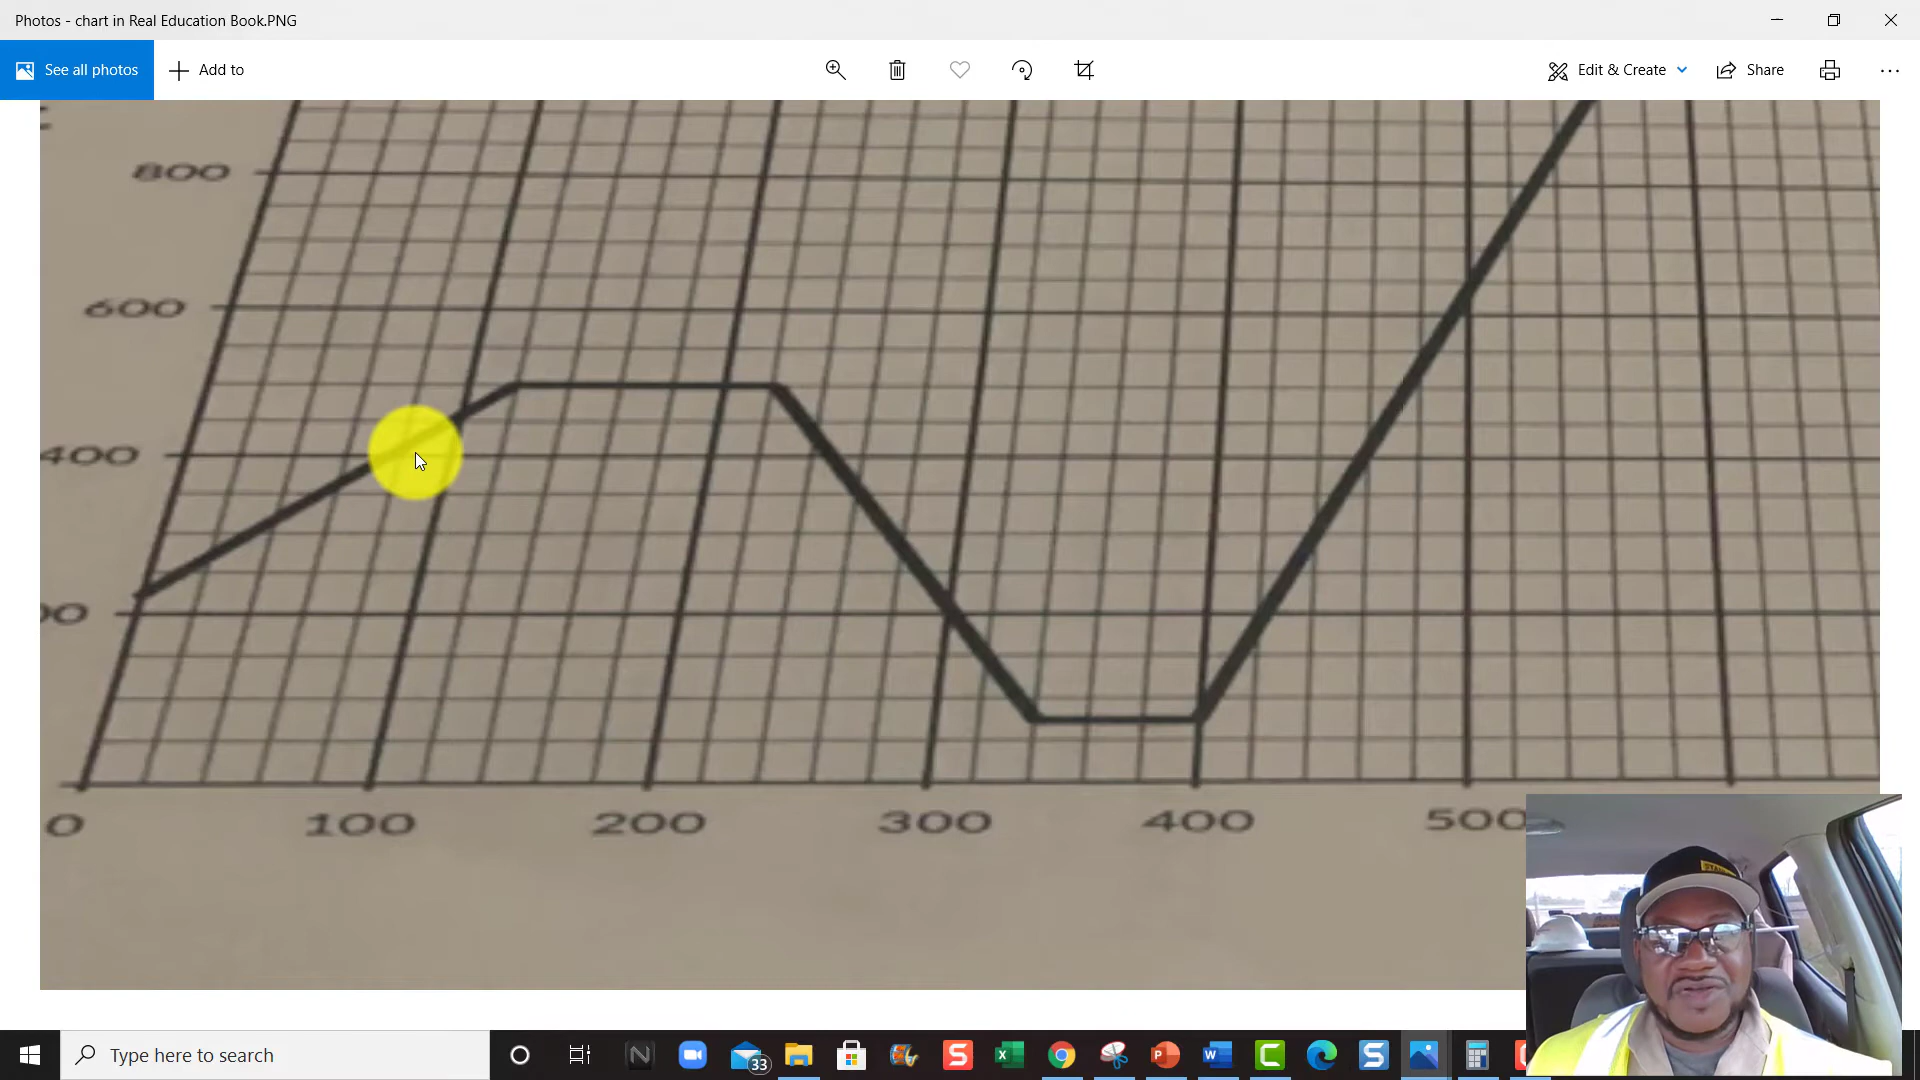 Photos - chart in Real Education Book.PNG
See all photos
Add to
Edit & Create
Share
800
600
400
00
0
100
200
300
400
500
Type here to search
33